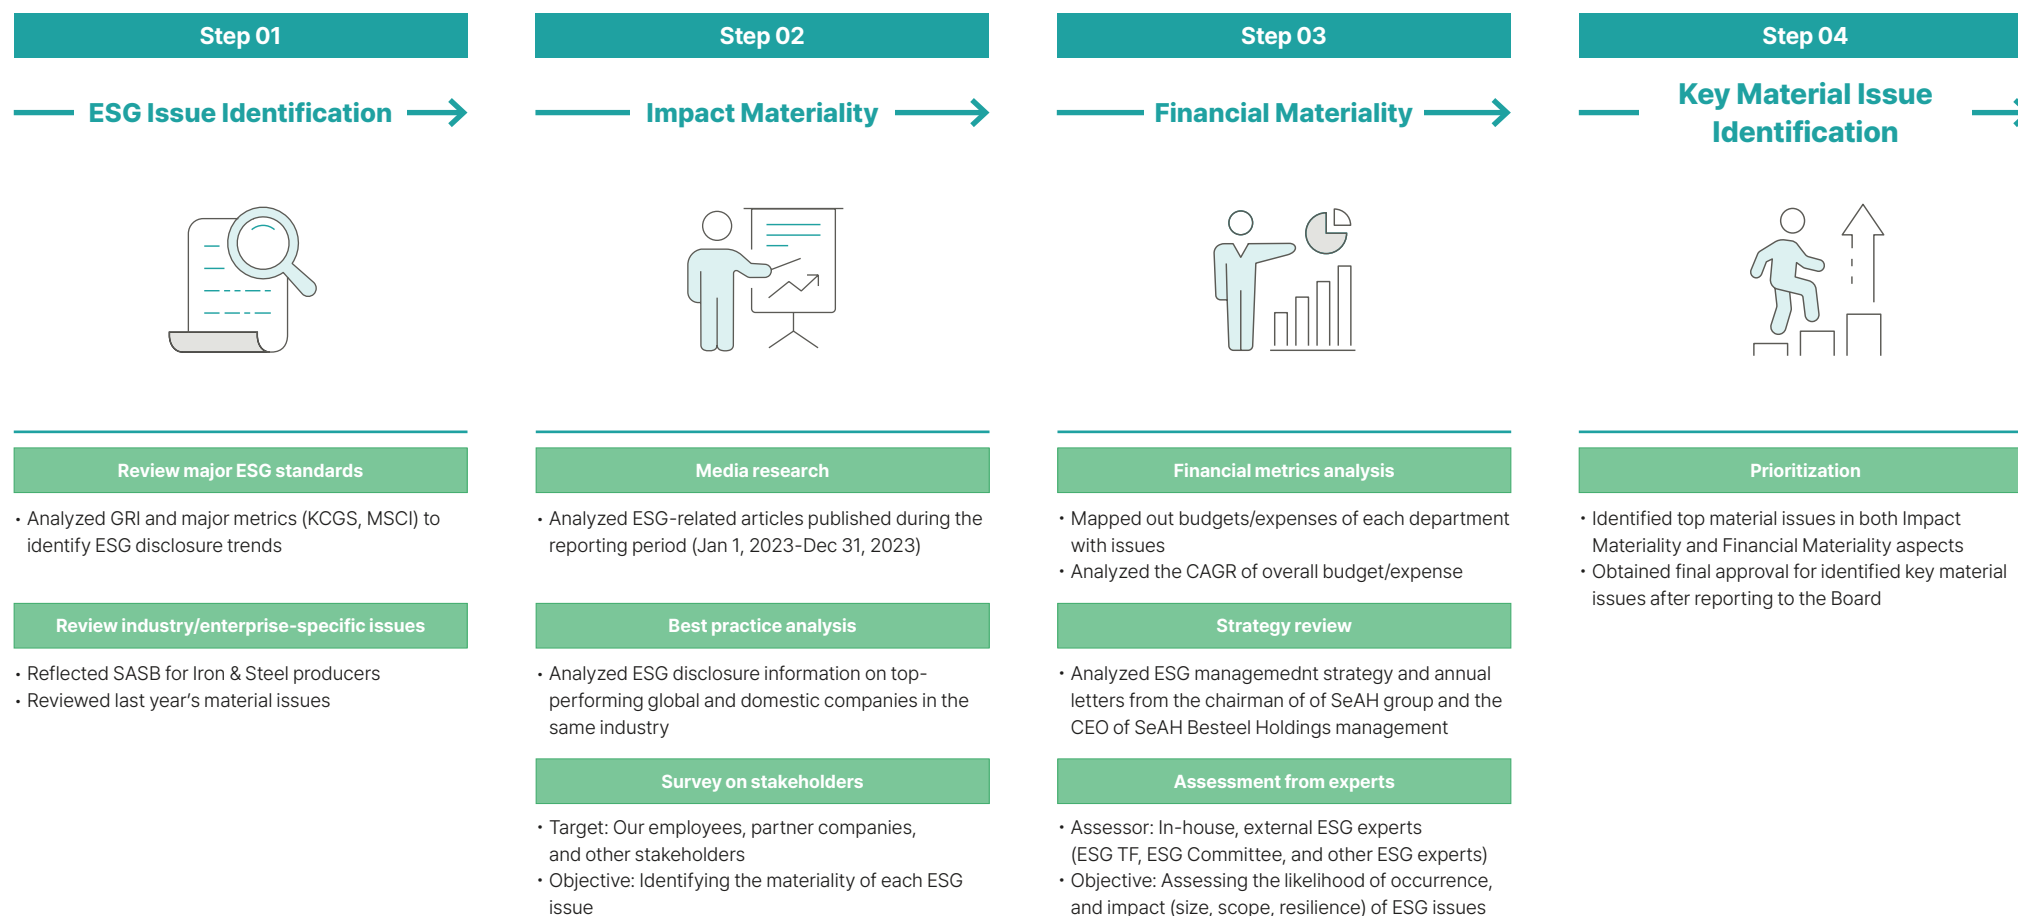 Step 01
ESG Issue Identification
Review major ESG standards
• Analyzed GRI and major metrics (KCGS, MSCI) to
identify ESG disclosure trends
Review industry/enterprise-specific issues
• Reflected SASB for Iron & Steel producers
• Reviewed last year's material issues
Step 02
Impact Materiality
Media research
• Analyzed ESG-related articles published during the
reporting period (Jan 1, 2023-Dec 31, 2023)
Best practice analysis
• Analyzed ESG disclosure information on top-
performing global and domestic companies in the
same industry
Survey on stakeholders
• Target: Our employees, partner companies,
and other stakeholders
• Objective: Identifying the materiality of each ESG
issue
Step 03
Financial Materiality
Financial metrics analysis
• Mapped out budgets/expenses of each department
with issues
• Analyzed the CAGR of overall budget/expense
Strategy review
• Analyzed ESG managemednt strategy and annual
letters from the chairman of of SeAH group and the
CEO of SeAH Besteel Holdings management
Assessment from experts
• Assessor: In-house, external ESG experts
(ESG TF, ESG Committee, and other ESG experts)
• Objective: Assessing the likelihood of occurrence,
and impact (size, scope, resilience) of ESG issues
Step 04
Key Material Issue
Identification
Prioritization
• Identified top material issues in both Impact
Materiality and Financial Materiality aspects
• Obtained final approval for identified key material
issues after reporting to the Board